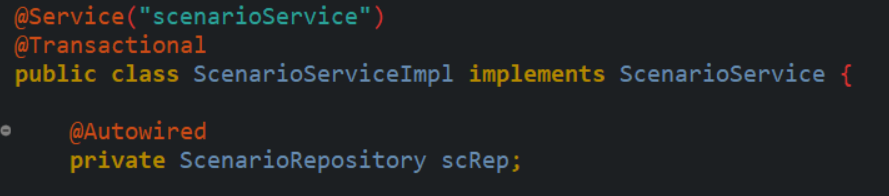 @Service("scenarioService")
@Transactional
public class ScenarioServiceImpl implements ScenarioService {
@Autowired
private ScenarioRepository scRep;